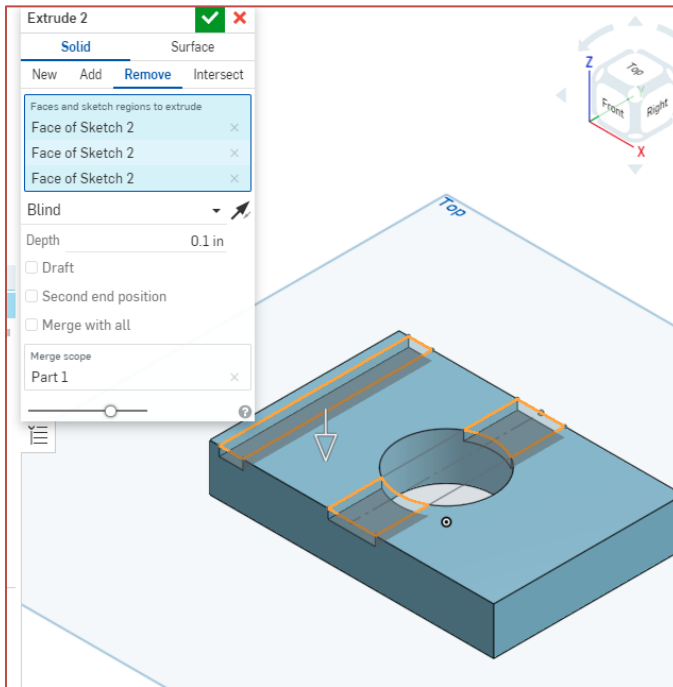 Extrude 2
Solid Surface
New Add Remove Intersect
Faces and sketch regions to extrude
Face of Sketch 2
Face of Sketch 2
Face of Sketch 2
Blind
Depth 0.1 in
Draft
Second end position
Merge with all
Merge scope
Part 1
Z
Top
Y
Front Right
X
Top